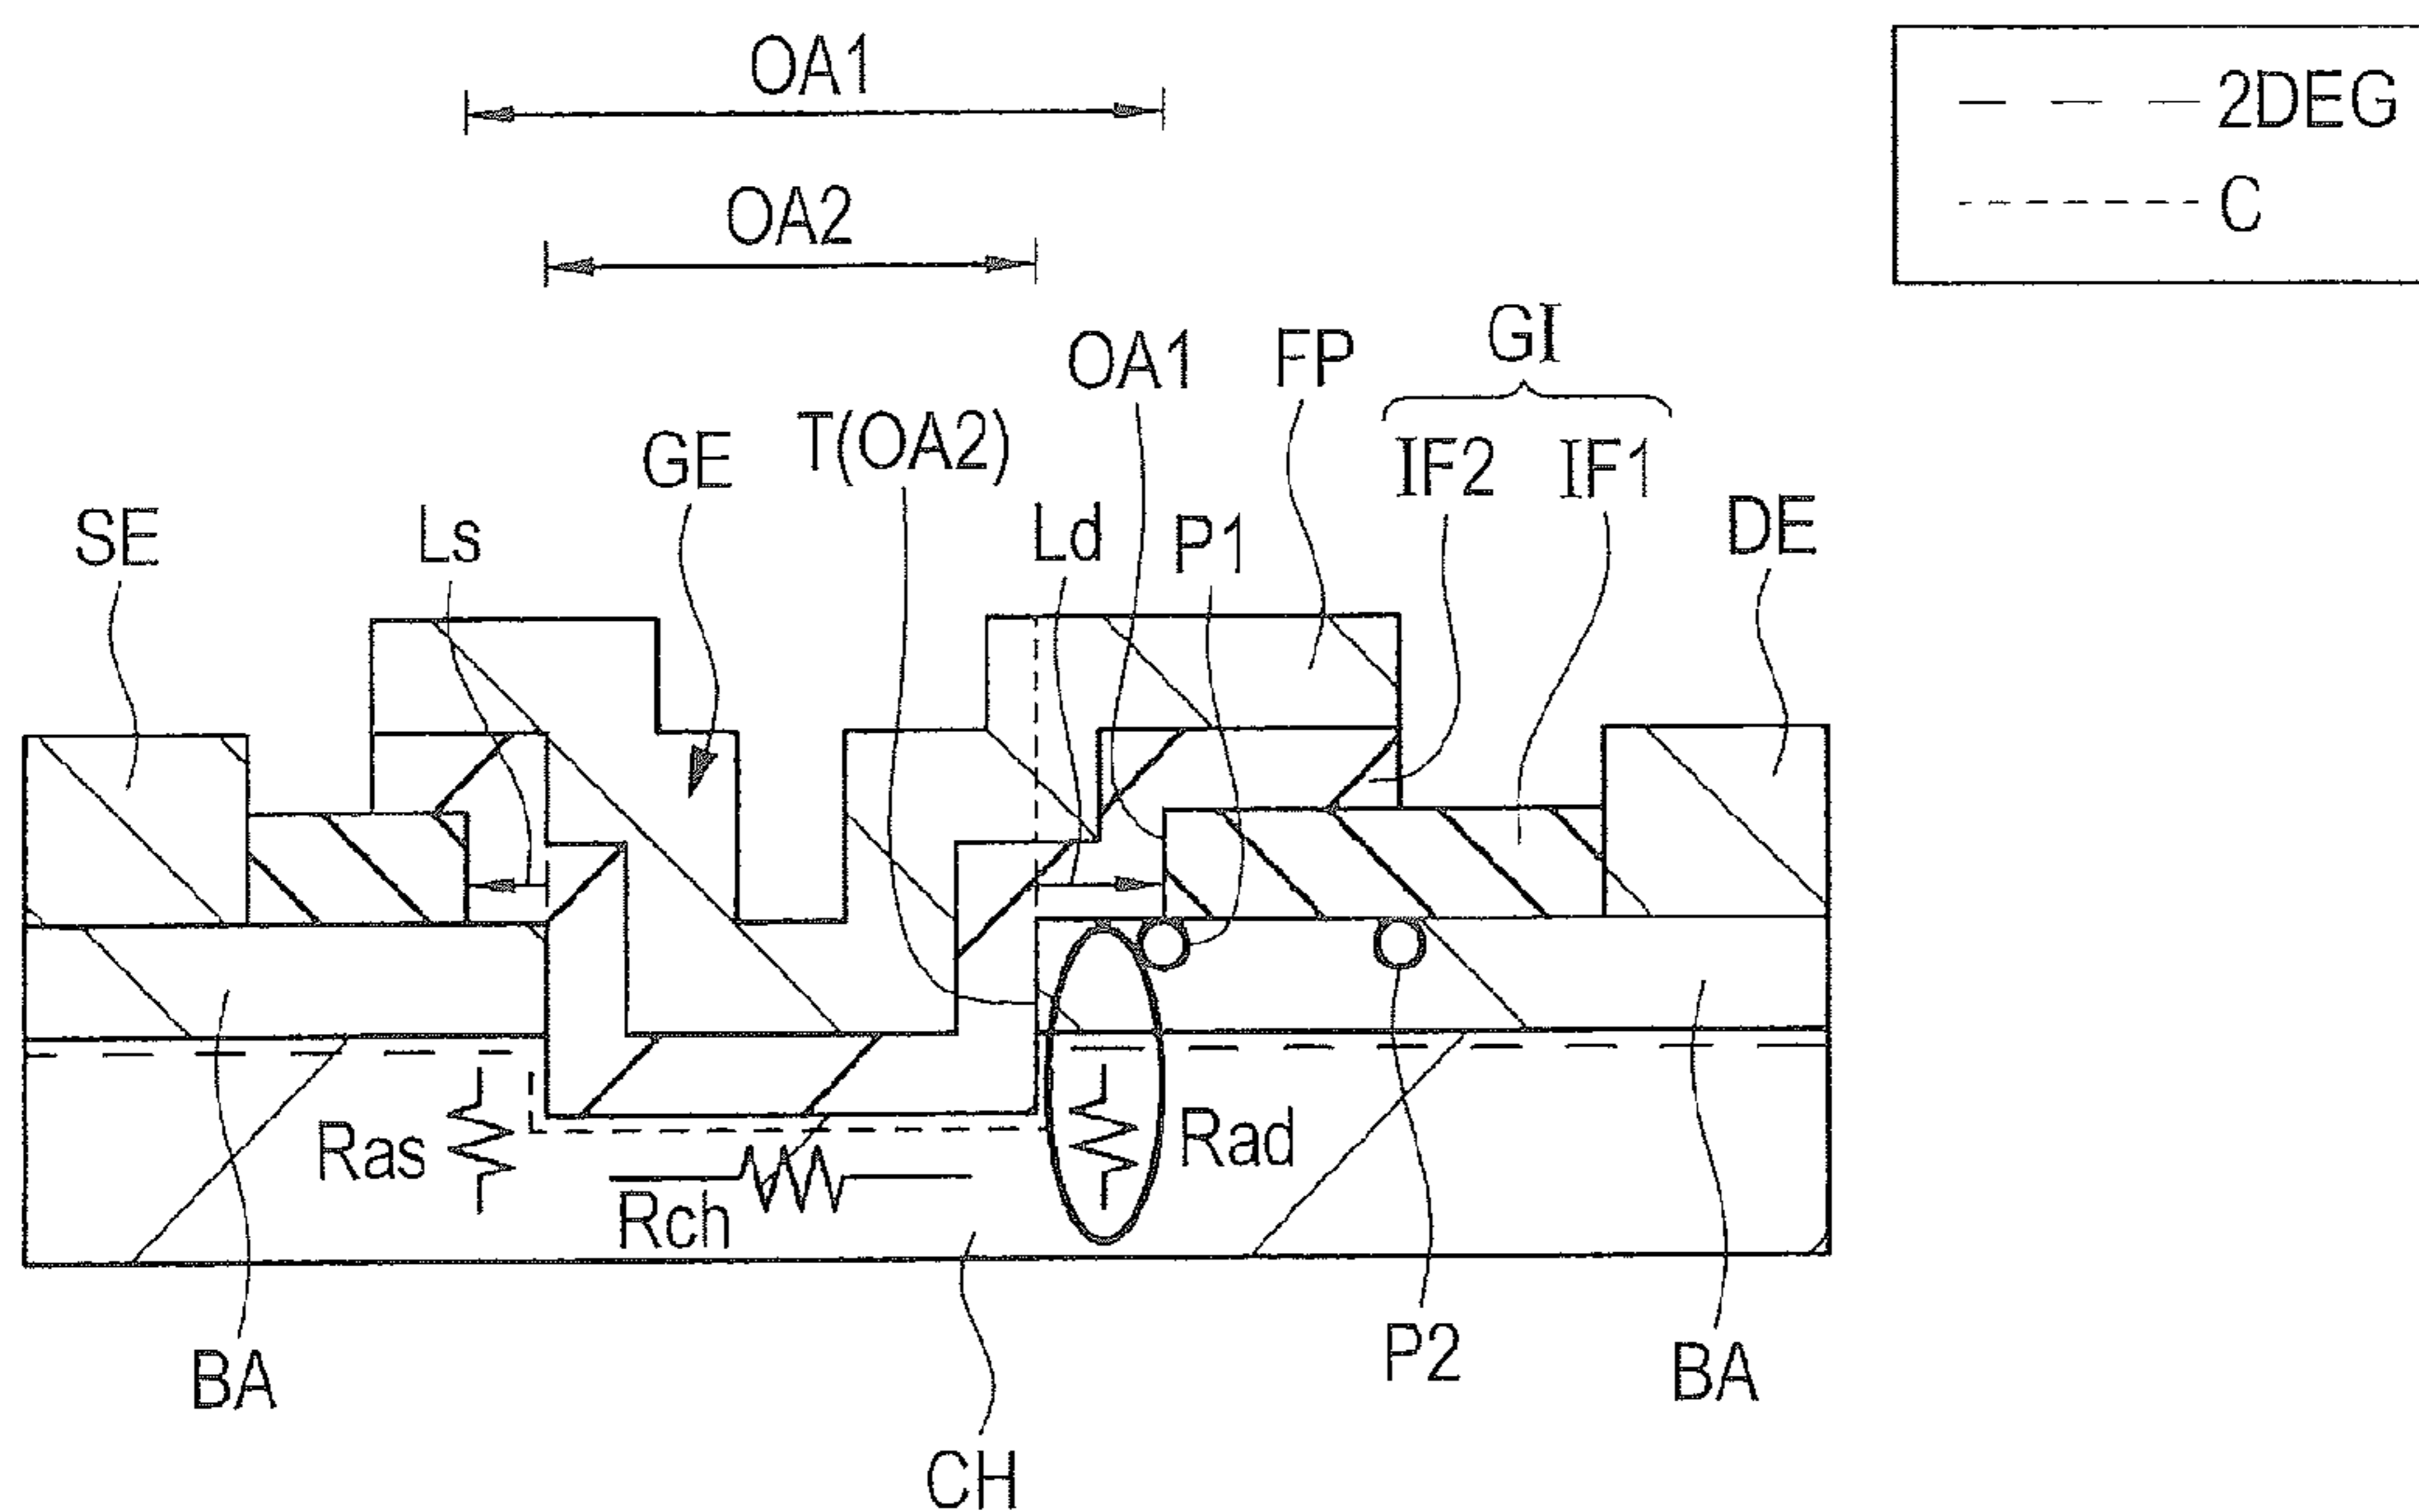 OA1
2DEG
OA2
C
GI
OA1
FP
T(OA2)
GE
IF2
IF1
SE
Ls
Ld
P1
DE
Ras
Rch
Rad
BA
P2
BA
CH